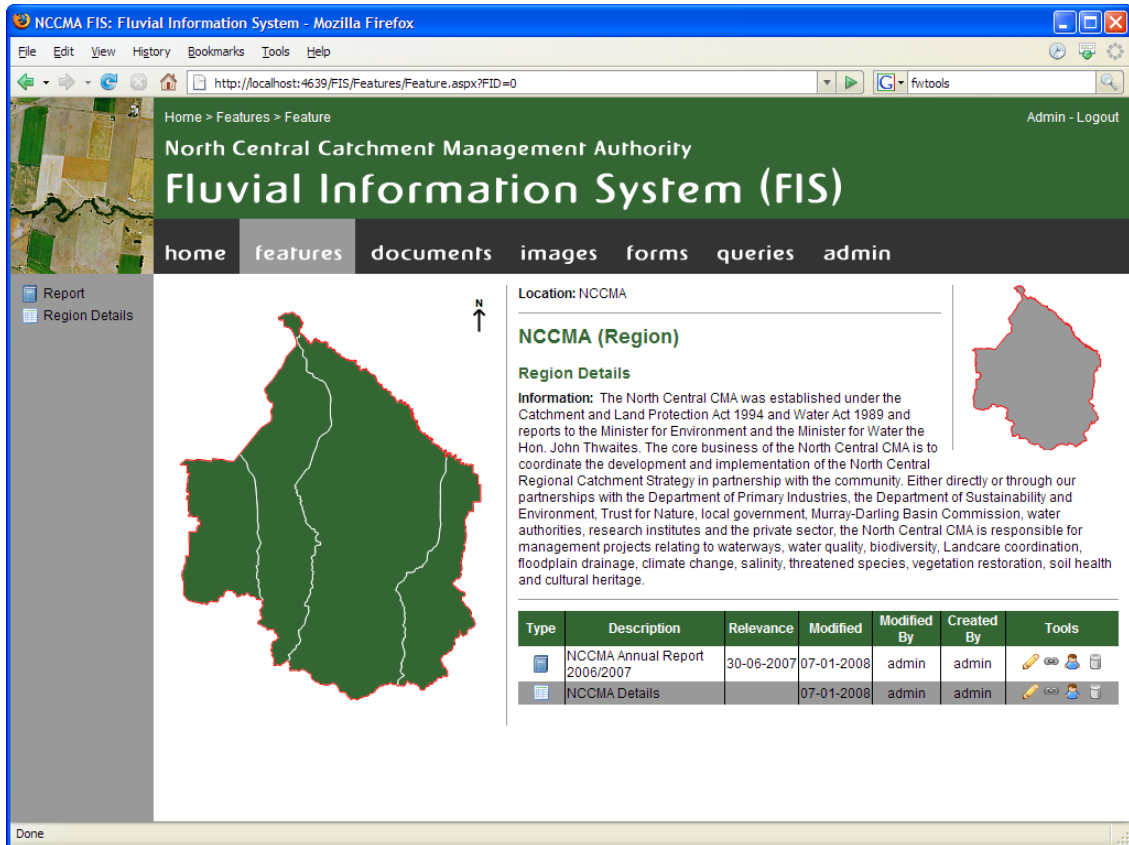 NCCMA FIS: Fluvial Information System - Mozilla Firefox
File Edit View History Bookmarks Tools Help
http://localhost:4639/FIS/Features/Feature.aspx?FID=0
G fwtools
Home > Features > Feature
Admin - Logout
North Central Catchment Management Authority
Fluvial Information System (FIS)
home features documents images forms queries admin
Report
Region Details
N
Location: NCCMA
NCCMA (Region)
Region Details
Information: The North Central CMA was established under the
Catchment and Land Protection Act 1994 and Water Act 1989 and
reports to the Minister for Environment and the Minister for Water the
Hon. John Thwaites. The core business of the North Central CMA is to
coordinate the development and implementation of the North Central
Regional Catchment Strategy in partnership with the community. Either directly or through our
partnerships with the Department of Primary Industries, the Department of Sustainability and
Environment, Trust for Nature, local government, Murray-Darling Basin Commission, water
authorities, research institutes and the private sector, the North Central CMA is responsible for
management projects relating to waterways, water quality, biodiversity, Landcare coordination,
floodplain drainage, climate change, salinity, threatened species, vegetation restoration, soil health
and cultural heritage.
Type Description Relevance Modified Modified By Created By Tools
NCCMA Annual Report 2006/2007 30-06-2007 07-01-2008 admin admin
NCCMA Details 07-01-2008 admin admin
Done